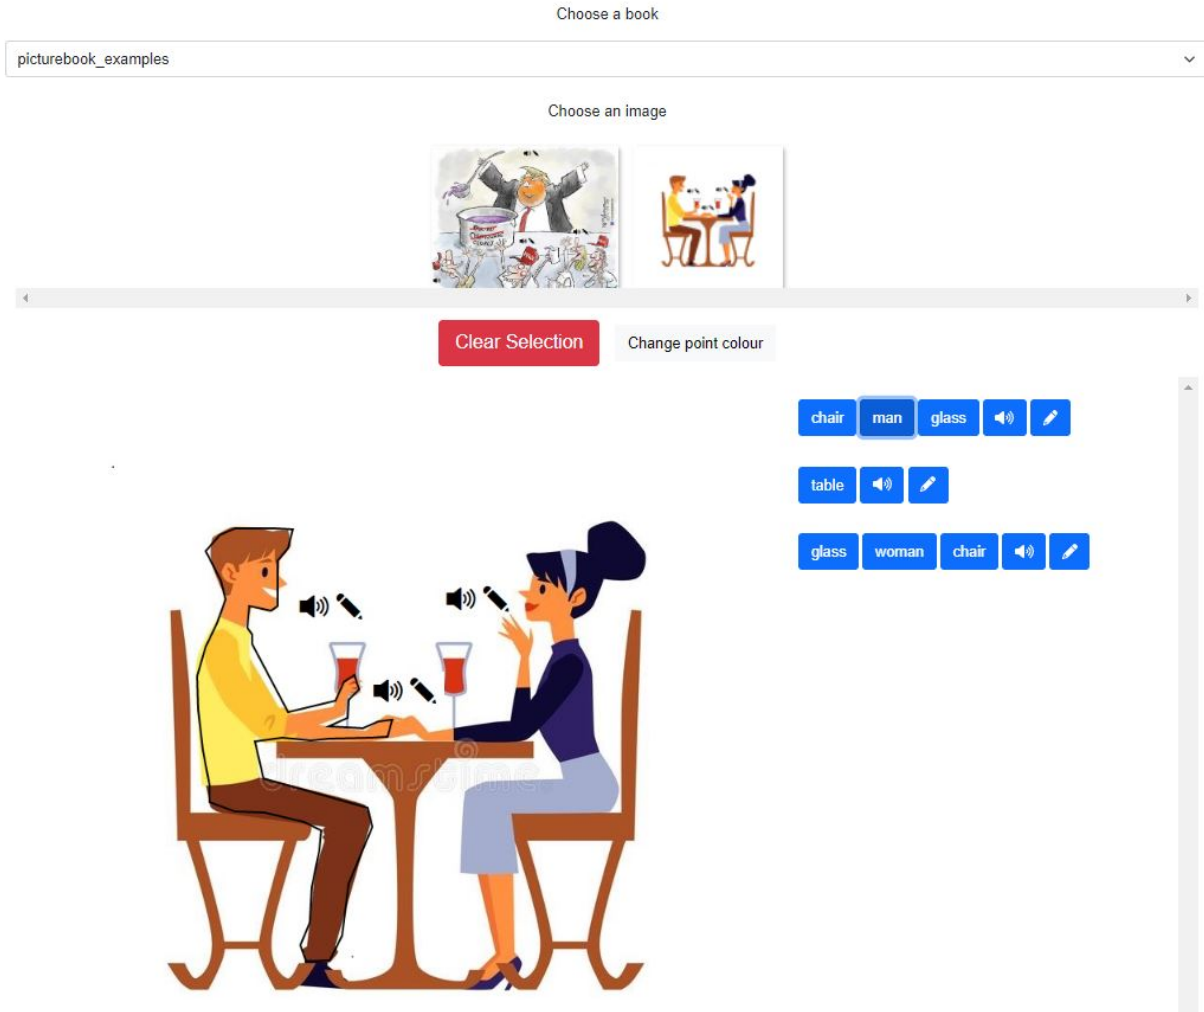 Choose a book
picturebook_examples
Choose an image
Clear Selection Change point colour
chair man glass
table
glass woman chair
dreamstime.